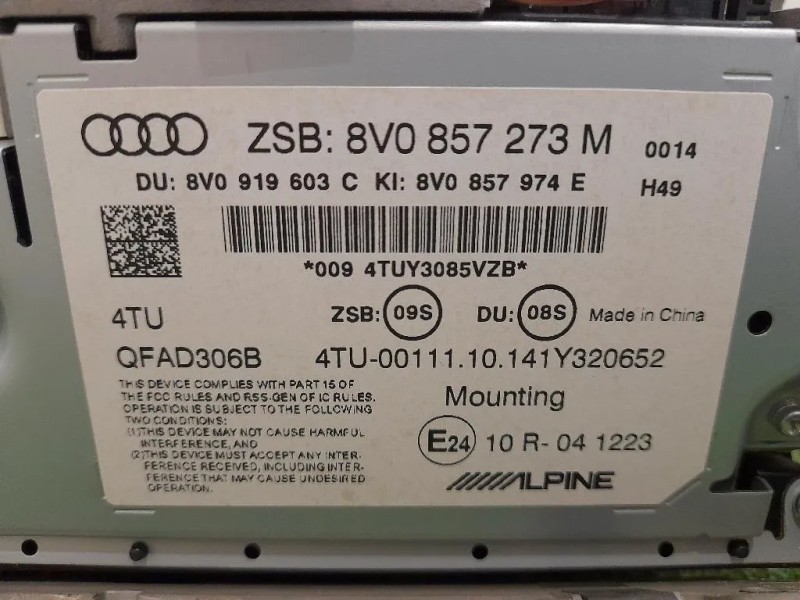 ZSB: 8V0 857 273 M 0014
DU: 8V0 919 603 C KI: 8V0 857 974 E H49
*009 4TUY3085VZB*
4TU ZSB: 09S DU: 08S Made in China
QFAD306B 4TU-00111.10.141Y320652
THIS DEVICE COMPLIES WITH PART 15 OF
THE FCC RULES AND RSS-GEN OF IC RULES.
OPERATION IS SUBJECT TO THE FOLLOWING
TWO CONDITIONS:
(1)THIS DEVICE MAY NOT CAUSE HARMFUL
INTERFERENCE, AND
(2)THIS DEVICE MUST ACCEPT ANY INTER-
FERENCE RECEIVED, INCLUDING INTER-
FERENCE THAT MAY CAUSE UNDESIRED
OPERATION.
Mounting
E24 10 R- 04 1223
ALPINE